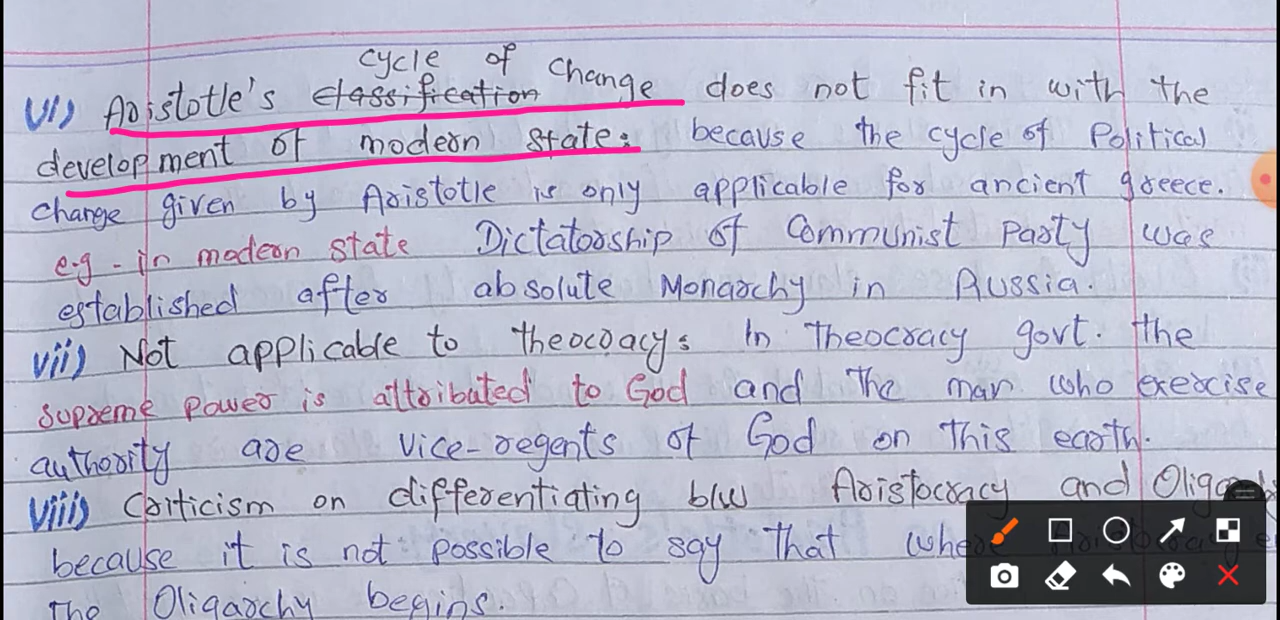 cycle of change
vi) Aristotle's classification does not fit in with the
development of modern state: because the cycle of Political
change given by Aristotle is only applicable for ancient greece.
e.g - in modern state Dictatorship of Communist Party was
established after absolute Monarchy in Russia.
vii) Not applicable to theocracy: In Theocracy govt. the
supreme power is attributed to God and the man who exercise
authority are vice-regents of God on this earth.
viii) Criticism on differentiating b/w Aristocracy and
because it is not possible to say that where
The Oligarchy begins.